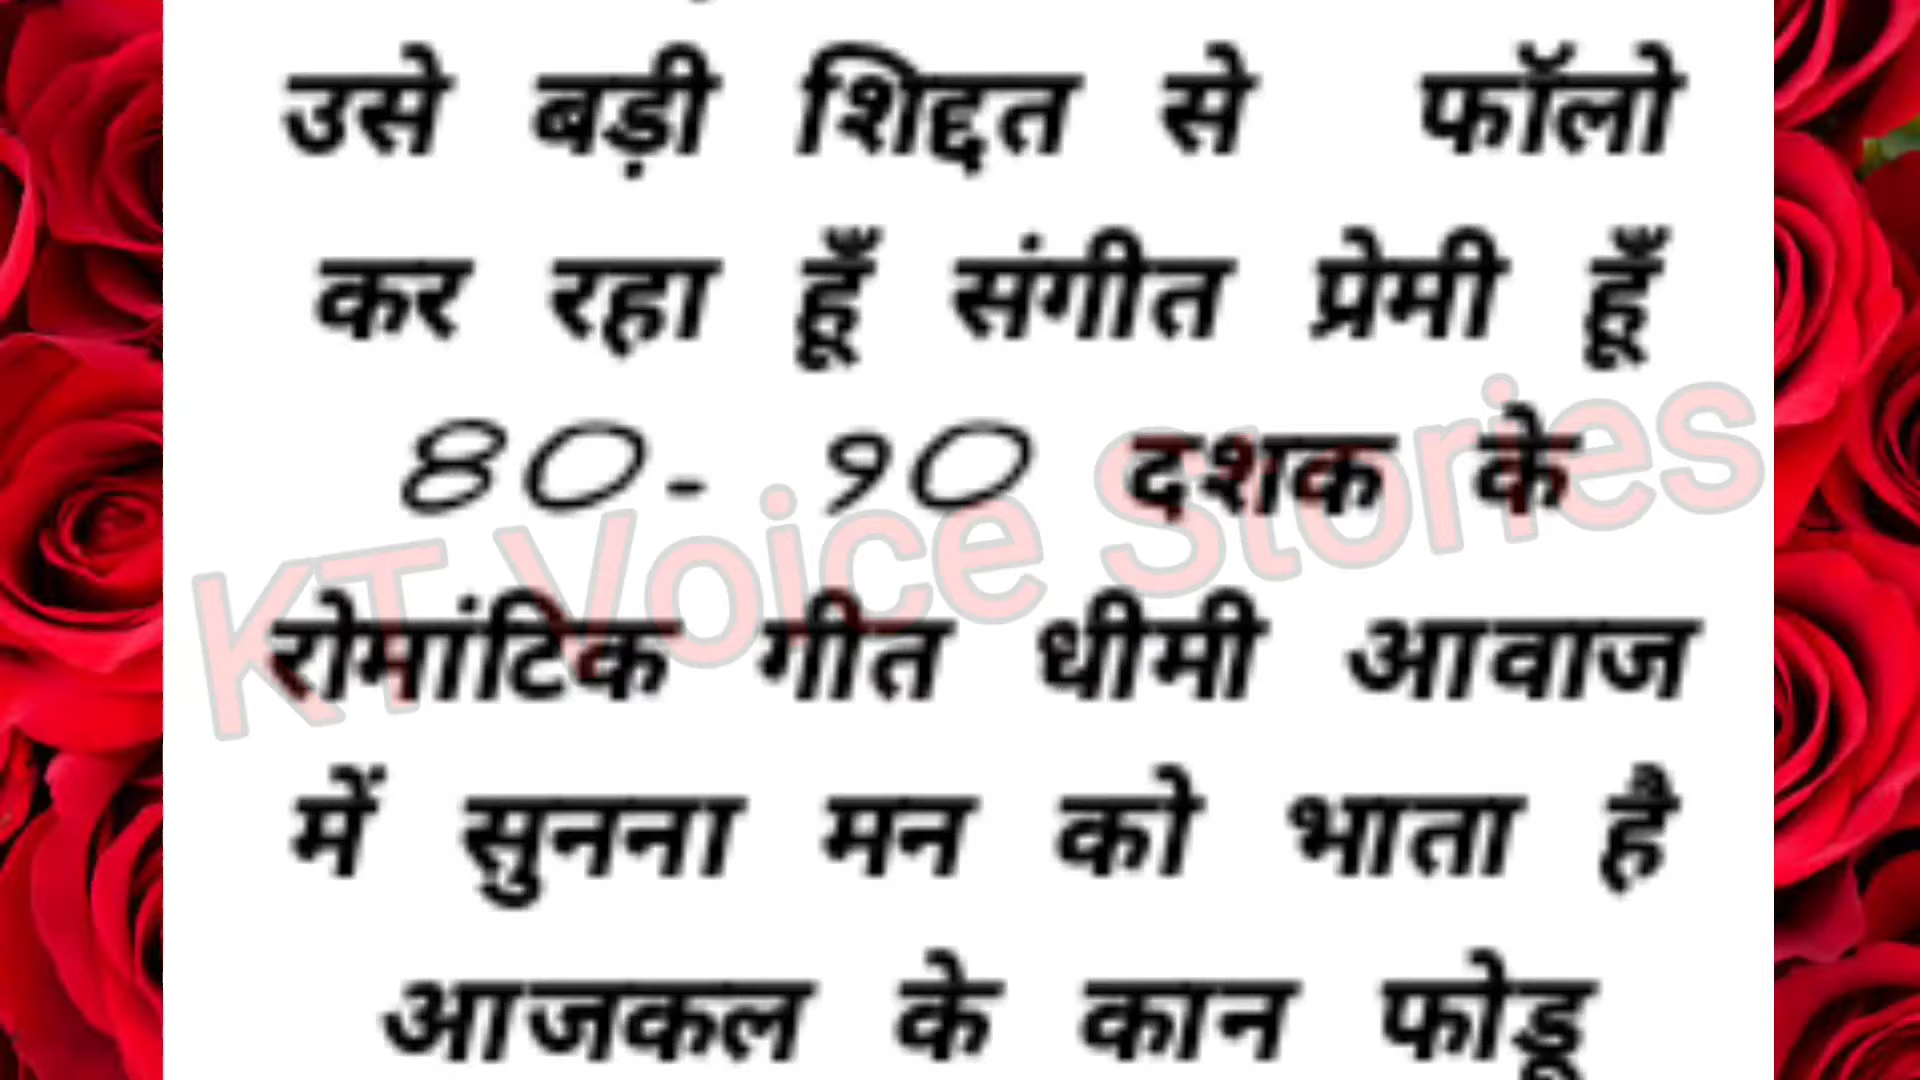 उसे बड़ी शिद्दत से फॉलो
कर रहा हूँ संगीत प्रेमी हूँ
80- 90 दशक के
रोमांटिक गीत धीमी आवाज
में सुनना मन को भाता है
आजकल के कान फोडू
KT Voice Stories